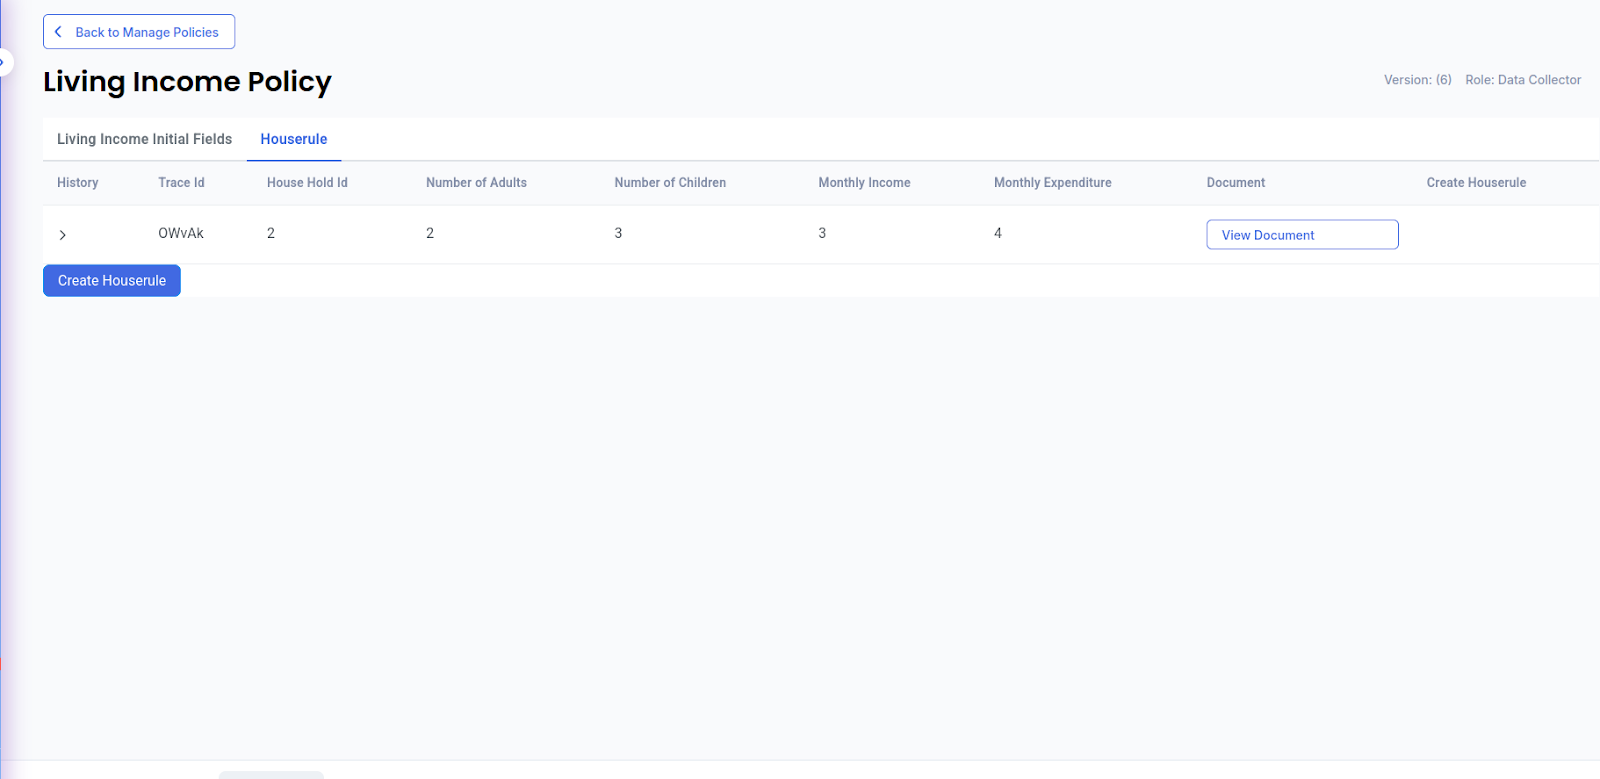 Back to Manage Policies
Living Income Policy
Version: (6) Role: Data Collector
Living Income Initial Fields Houserule
History Trace Id House Hold Id Number of Adults Number of Children Monthly Income Monthly Expenditure Document Create Houserule
OWvAk 2 2 3 3 4 View Document
Create Houserule